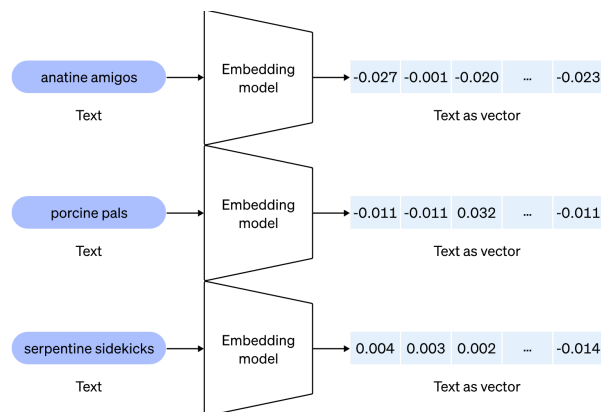 anatine amigos
Embedding
model
-0.027 -0.001 -0.020 … -0.023
Text
Text as vector
porcine pals
Embedding
model
-0.011 -0.011 0.032 … -0.011
Text
Text as vector
serpentine sidekicks
Embedding
model
0.004 0.003 0.002 … -0.014
Text
Text as vector